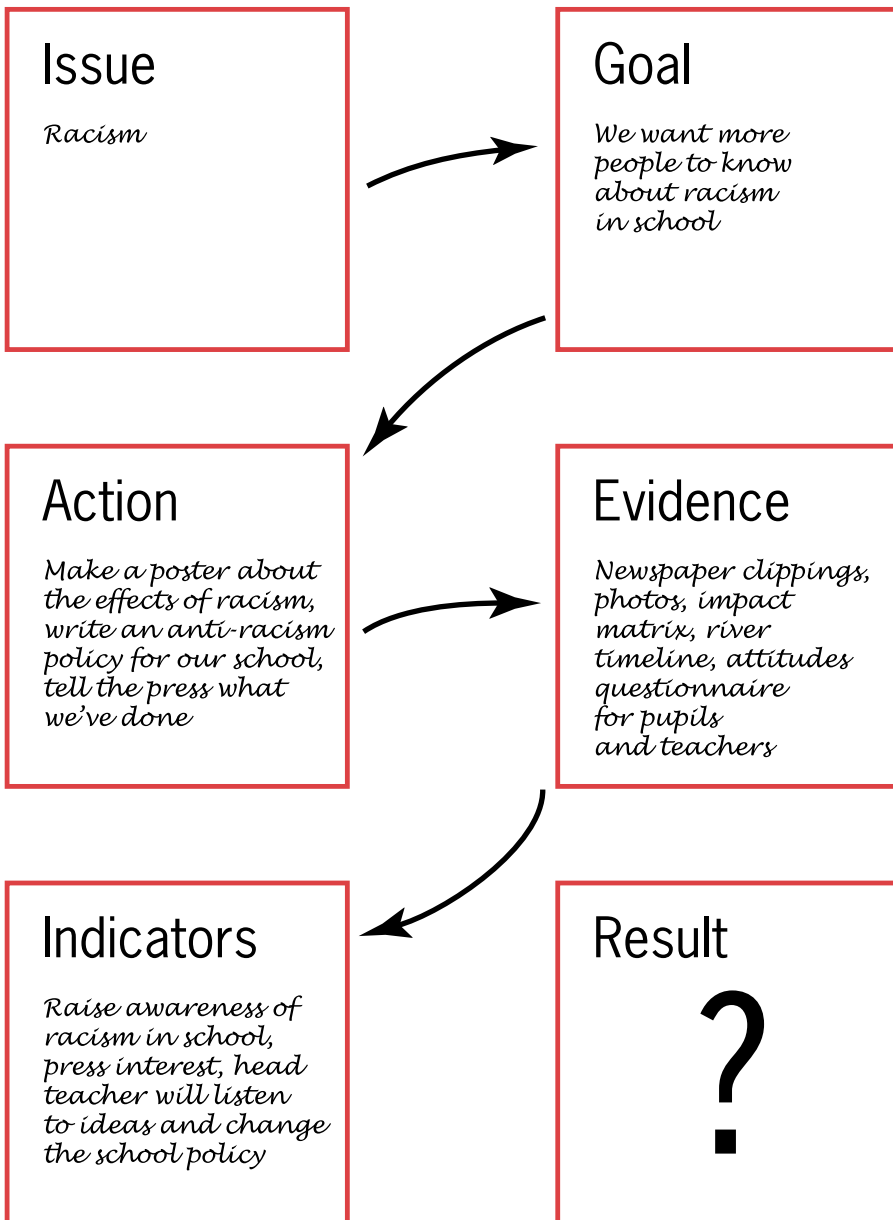 Issue
Racism
Goal
We want more
people to know
about racism
in school
Action
Make a poster about
the effects of racism,
write an anti-racism
policy for our school,
tell the press what
we've done
Evidence
Newspaper clippings,
photos, impact
matrix, river
timeline, attitudes
questionnaire
for pupils
and teachers
Indicators
Raise awareness of
racism in school,
press interest, head
teacher will listen
to ideas and change
the school policy
Result
?